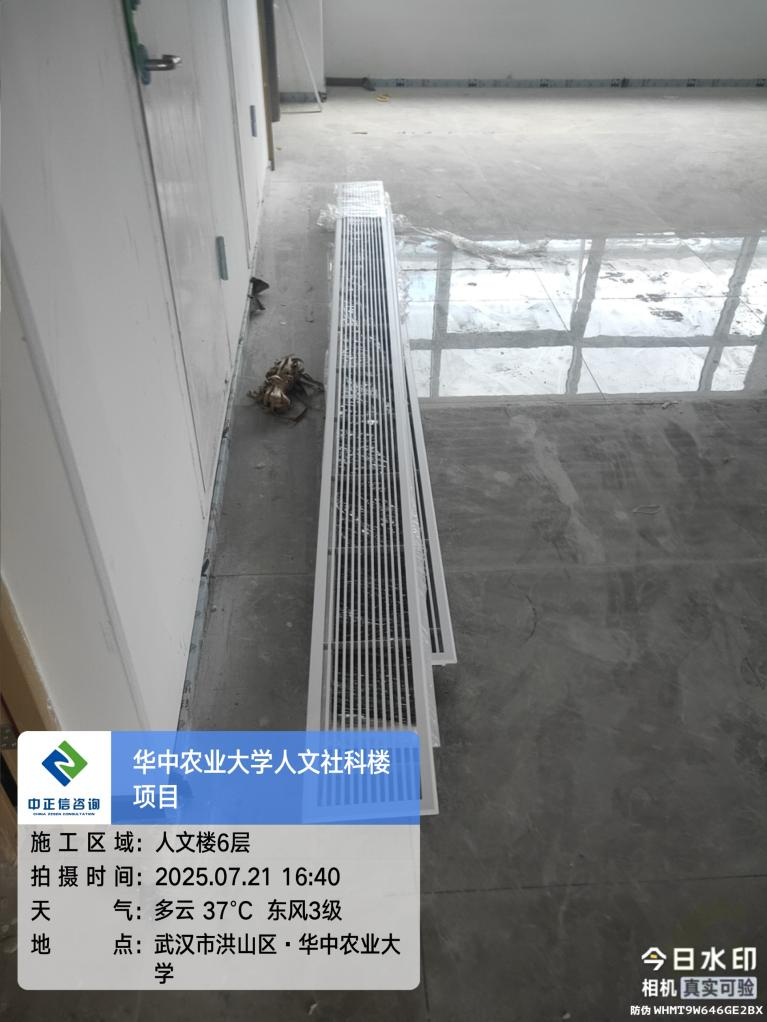 华中农业大学人文社科楼
项目
中正信咨询
CHINA ZESEN CONSULTATION
施工区域：人文楼6层
拍摄时间：2025.07.21 16:40
天气：多云 37℃ 东风3级
地点：武汉市洪山区·华中农业大
学
今日水印
相机 真实可验
防伪 WHMT9W646GE2BX